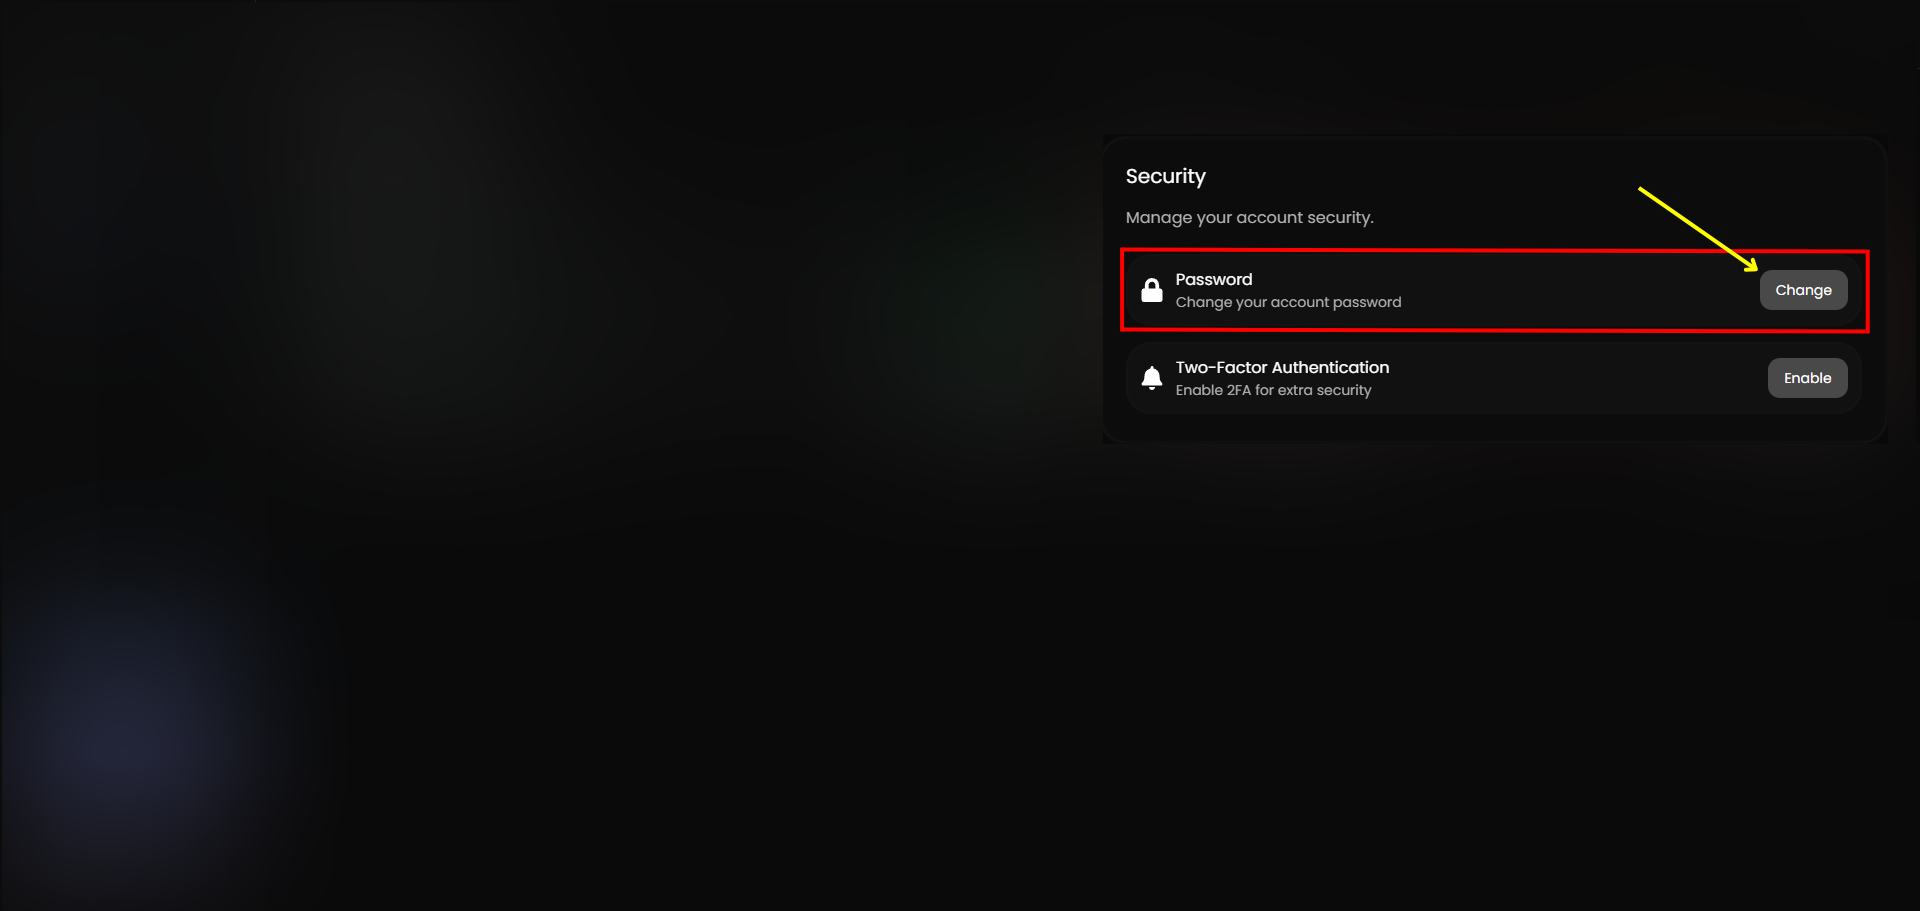 Security
Manage your account security.
Password
Change your account password
Change
Two-Factor Authentication
Enable 2FA for extra security
Enable